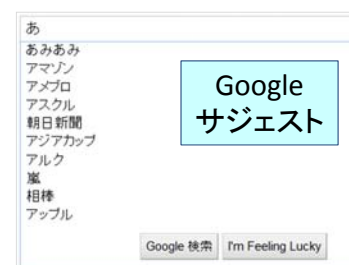 あ
あみあみ
アマゾン
アメブロ
アスクル
朝日新聞
アジアカップ
アルク
嵐
相棒
アップル
Google
サジェスト
Google 検索
I'm Feeling Lucky